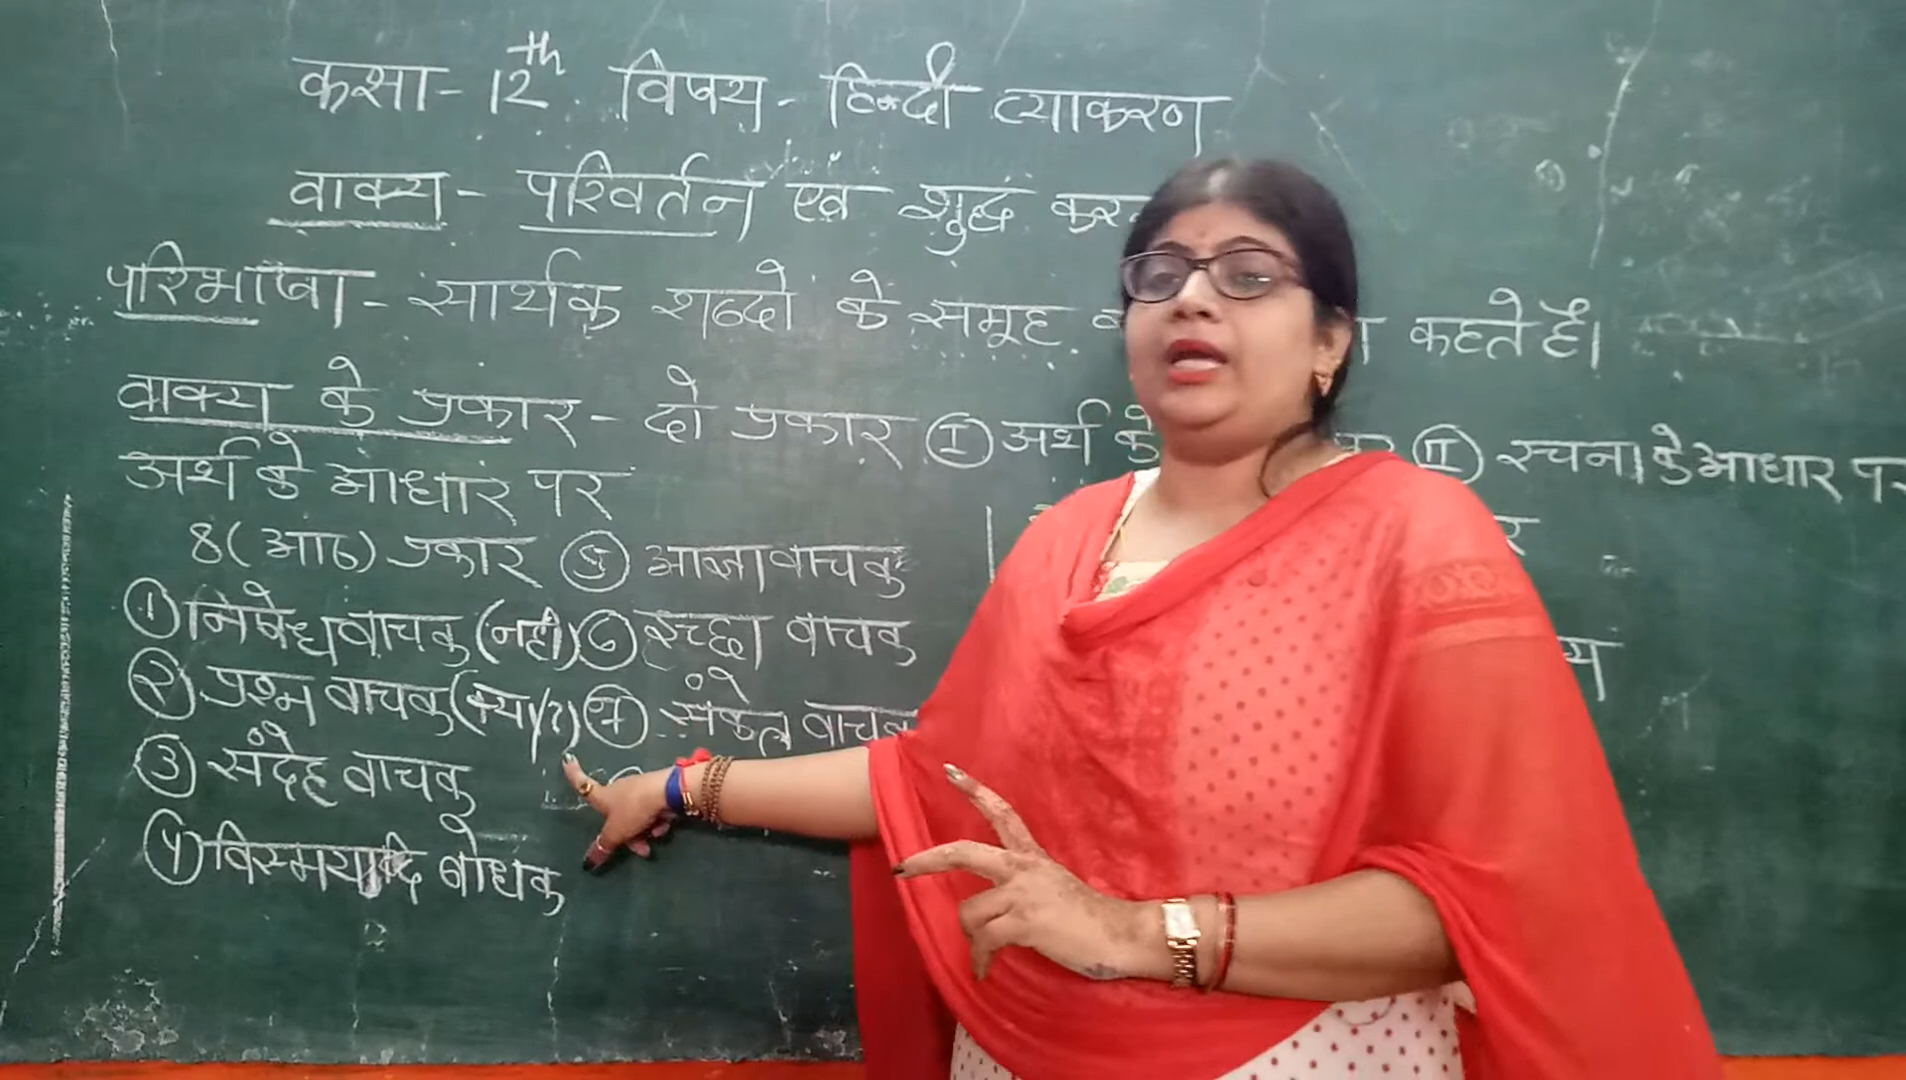 कक्षा - 12th विषय - हिन्दी व्याकरण
वाक्य - परिवर्तन एवं शुद्ध
परिभाषा - सार्थक शब्दो के समूह कहते है।
वाक्य के प्रकार - दो प्रकार I अर्थ के II रचना के आधार पर
अर्थ के आधार पर
8 (आठ) प्रकार
1 निषेधवाचक (नही)
2 प्रश्न वाचक (क्या/?)
3 संदेह वाचक
4 विस्मयादि बोधक
5 आज्ञावाचक
6 इच्छा वाचक
7 संकेत वाचक